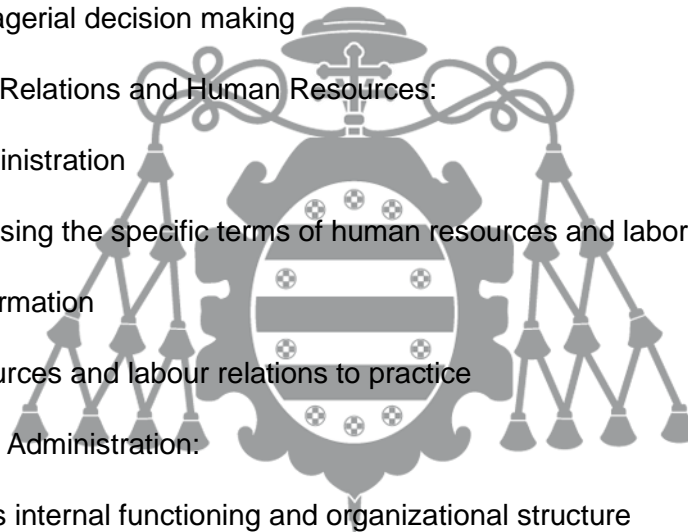 agerial decision making
Relations and Human Resources:
inistration
sing the specific terms of human resources and labor
rmation
urces and labour relations to practice
Administration:
s internal functioning and organizational structure